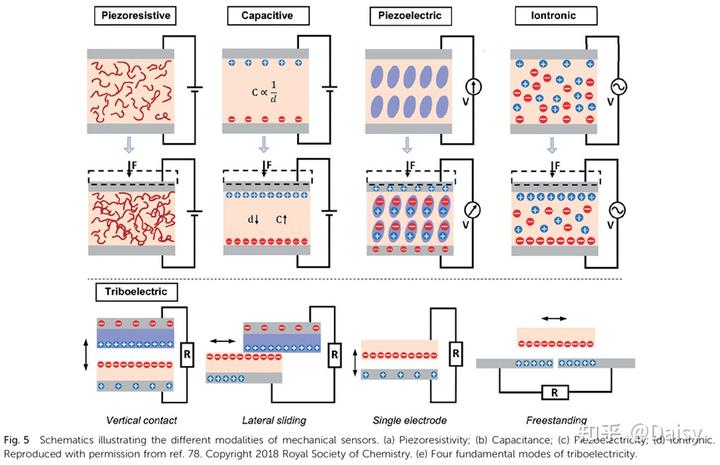 Piezoresistive
Capacitive
Piezoelectric
Iontronic
C ∝ 1/d
V
V
F
F
F
F
d↓ C↑
V
V
Triboelectric
R
R
R
R
Vertical contact
Lateral sliding
Single electrode
Freestanding
知乎 @Daisy
Fig. 5 Schematics illustrating the different modalities of mechanical sensors. (a) Piezoresistivity; (b) Capacitance; (c) Piezoelectricity; (d) Iontronic.
Reproduced with permission from ref. 78. Copyright 2018 Royal Society of Chemistry. (e) Four fundamental modes of triboelectricity.